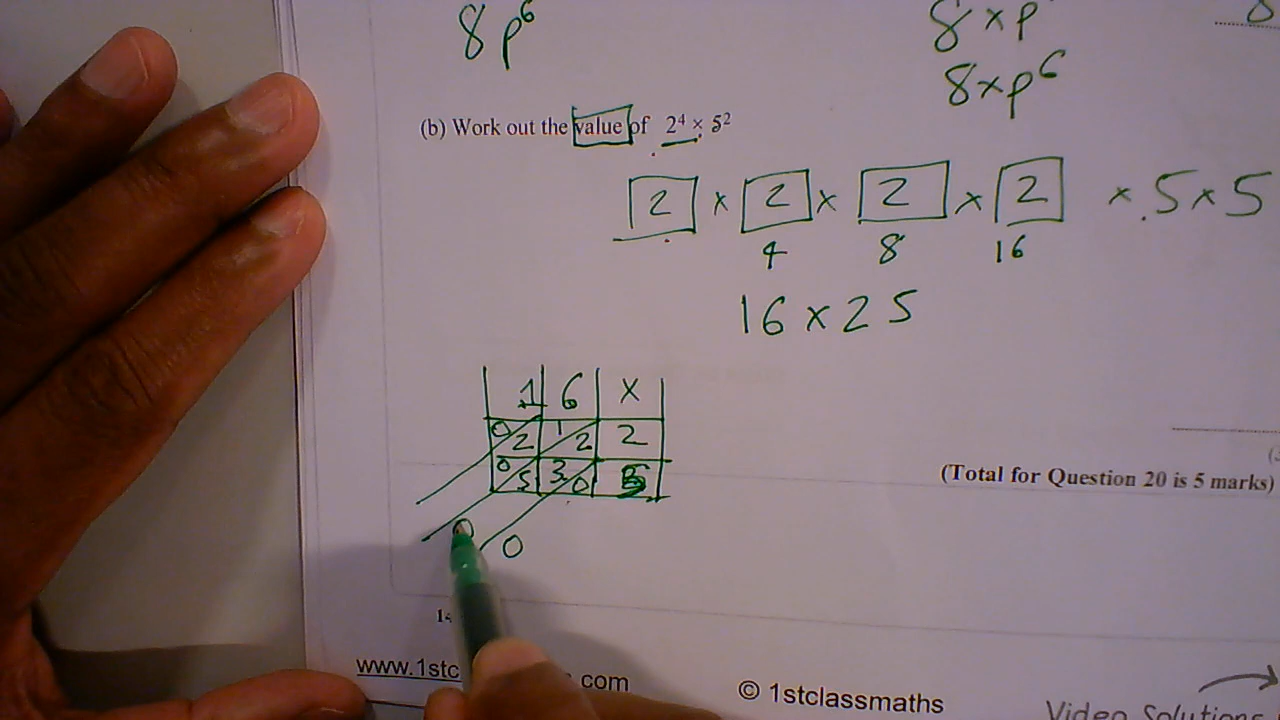 8p⁶
8 × p
8
8×p⁶
(b) Work out the value of 2⁴ × 5²
2 × 2 × 2 × 2 × 5 × 5
4 8 16
16 × 25
1 6 ×
0 2 1 2 2
0 5 3 0 5
(Total for Question 20 is 5 marks)
0 0
www.1stc .com
© 1stclassmaths
Video Solutions